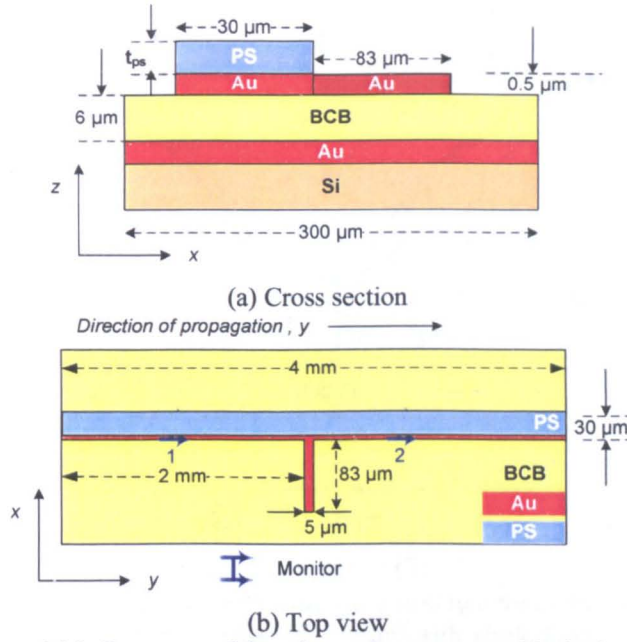 30 µm
PS
tps
83 µm
Au
Au
0.5 µm
6 µm
BCB
Au
Si
z
x
300 µm
(a) Cross section
Direction of propagation , y
4 mm
PS
30 µm
1
2
2 mm
83 µm
BCB
Au
5 µm
PS
x
y
Monitor
(b) Top view